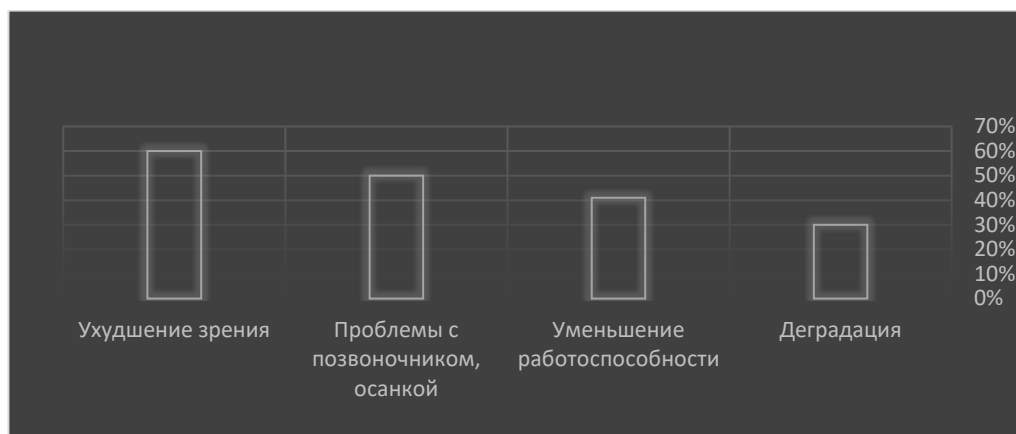 70%
60%
50%
40%
30%
20%
10%
0%
Ухудшение зрения
Проблемы с
позвоночником,
осанкой
Уменьшение
работоспособности
Деградация